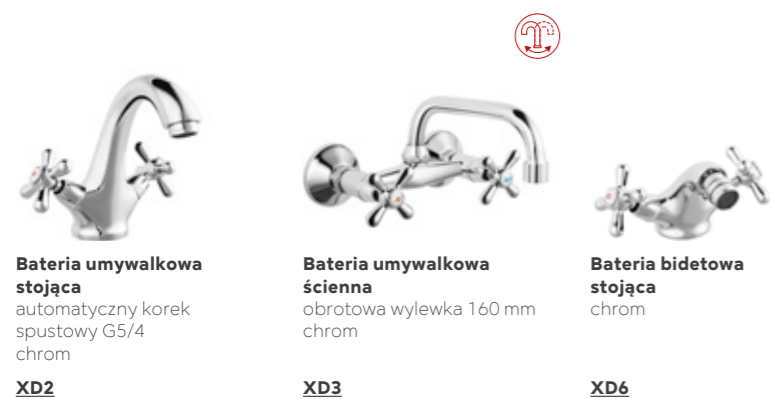 Bateria umywalkowa
stojąca
automatyczny korek
spustowy G5/4
chrom
XD2
Bateria umywalkowa
ścienna
obrotowa wylewka 160 mm
chrom
XD3
Bateria bidetowa
stojąca
chrom
XD6